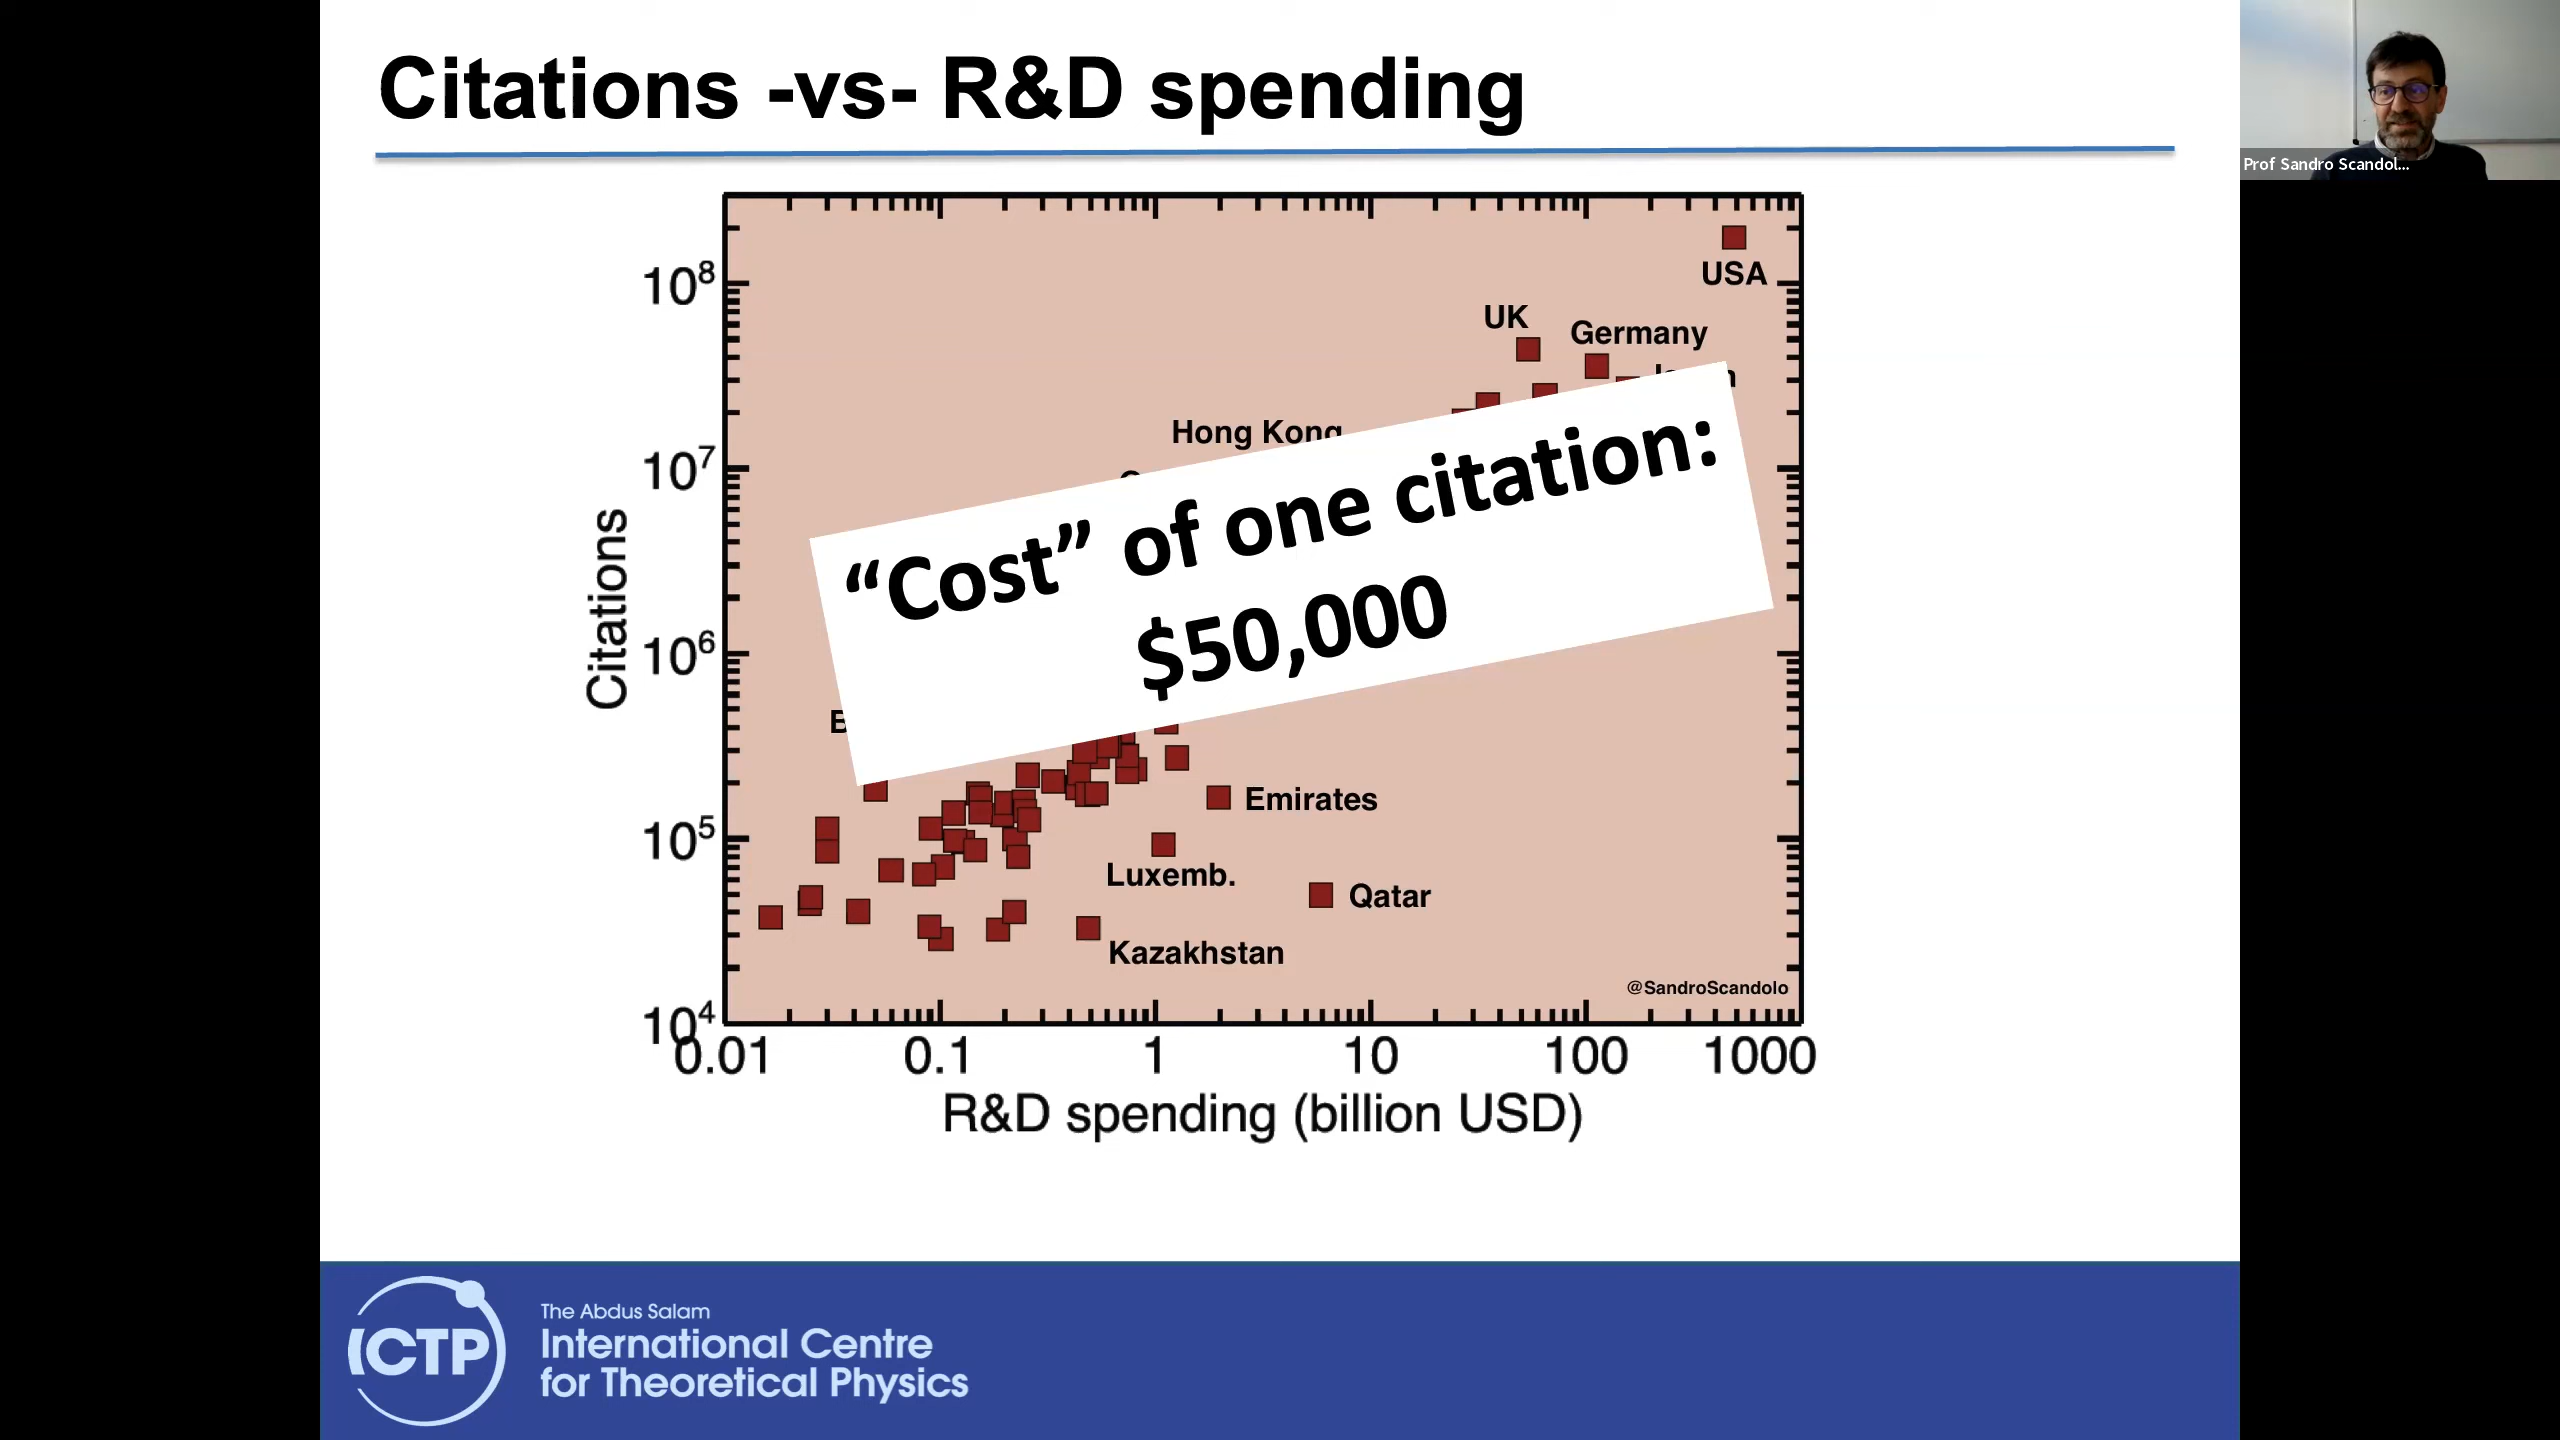 Citations -vs- R&D spending
Prof Sandro Scandol...
USA
UK
Germany
Hong Kong
“Cost” of one citation:
$50,000
Emirates
Luxemb.
Qatar
Kazakhstan
@SandroScandolo
Citations
10⁸
10⁷
10⁶
10⁵
10⁴
0.01 0.1 1 10 100 1000
R&D spending (billion USD)
ICTP
The Abdus Salam
International Centre
for Theoretical Physics